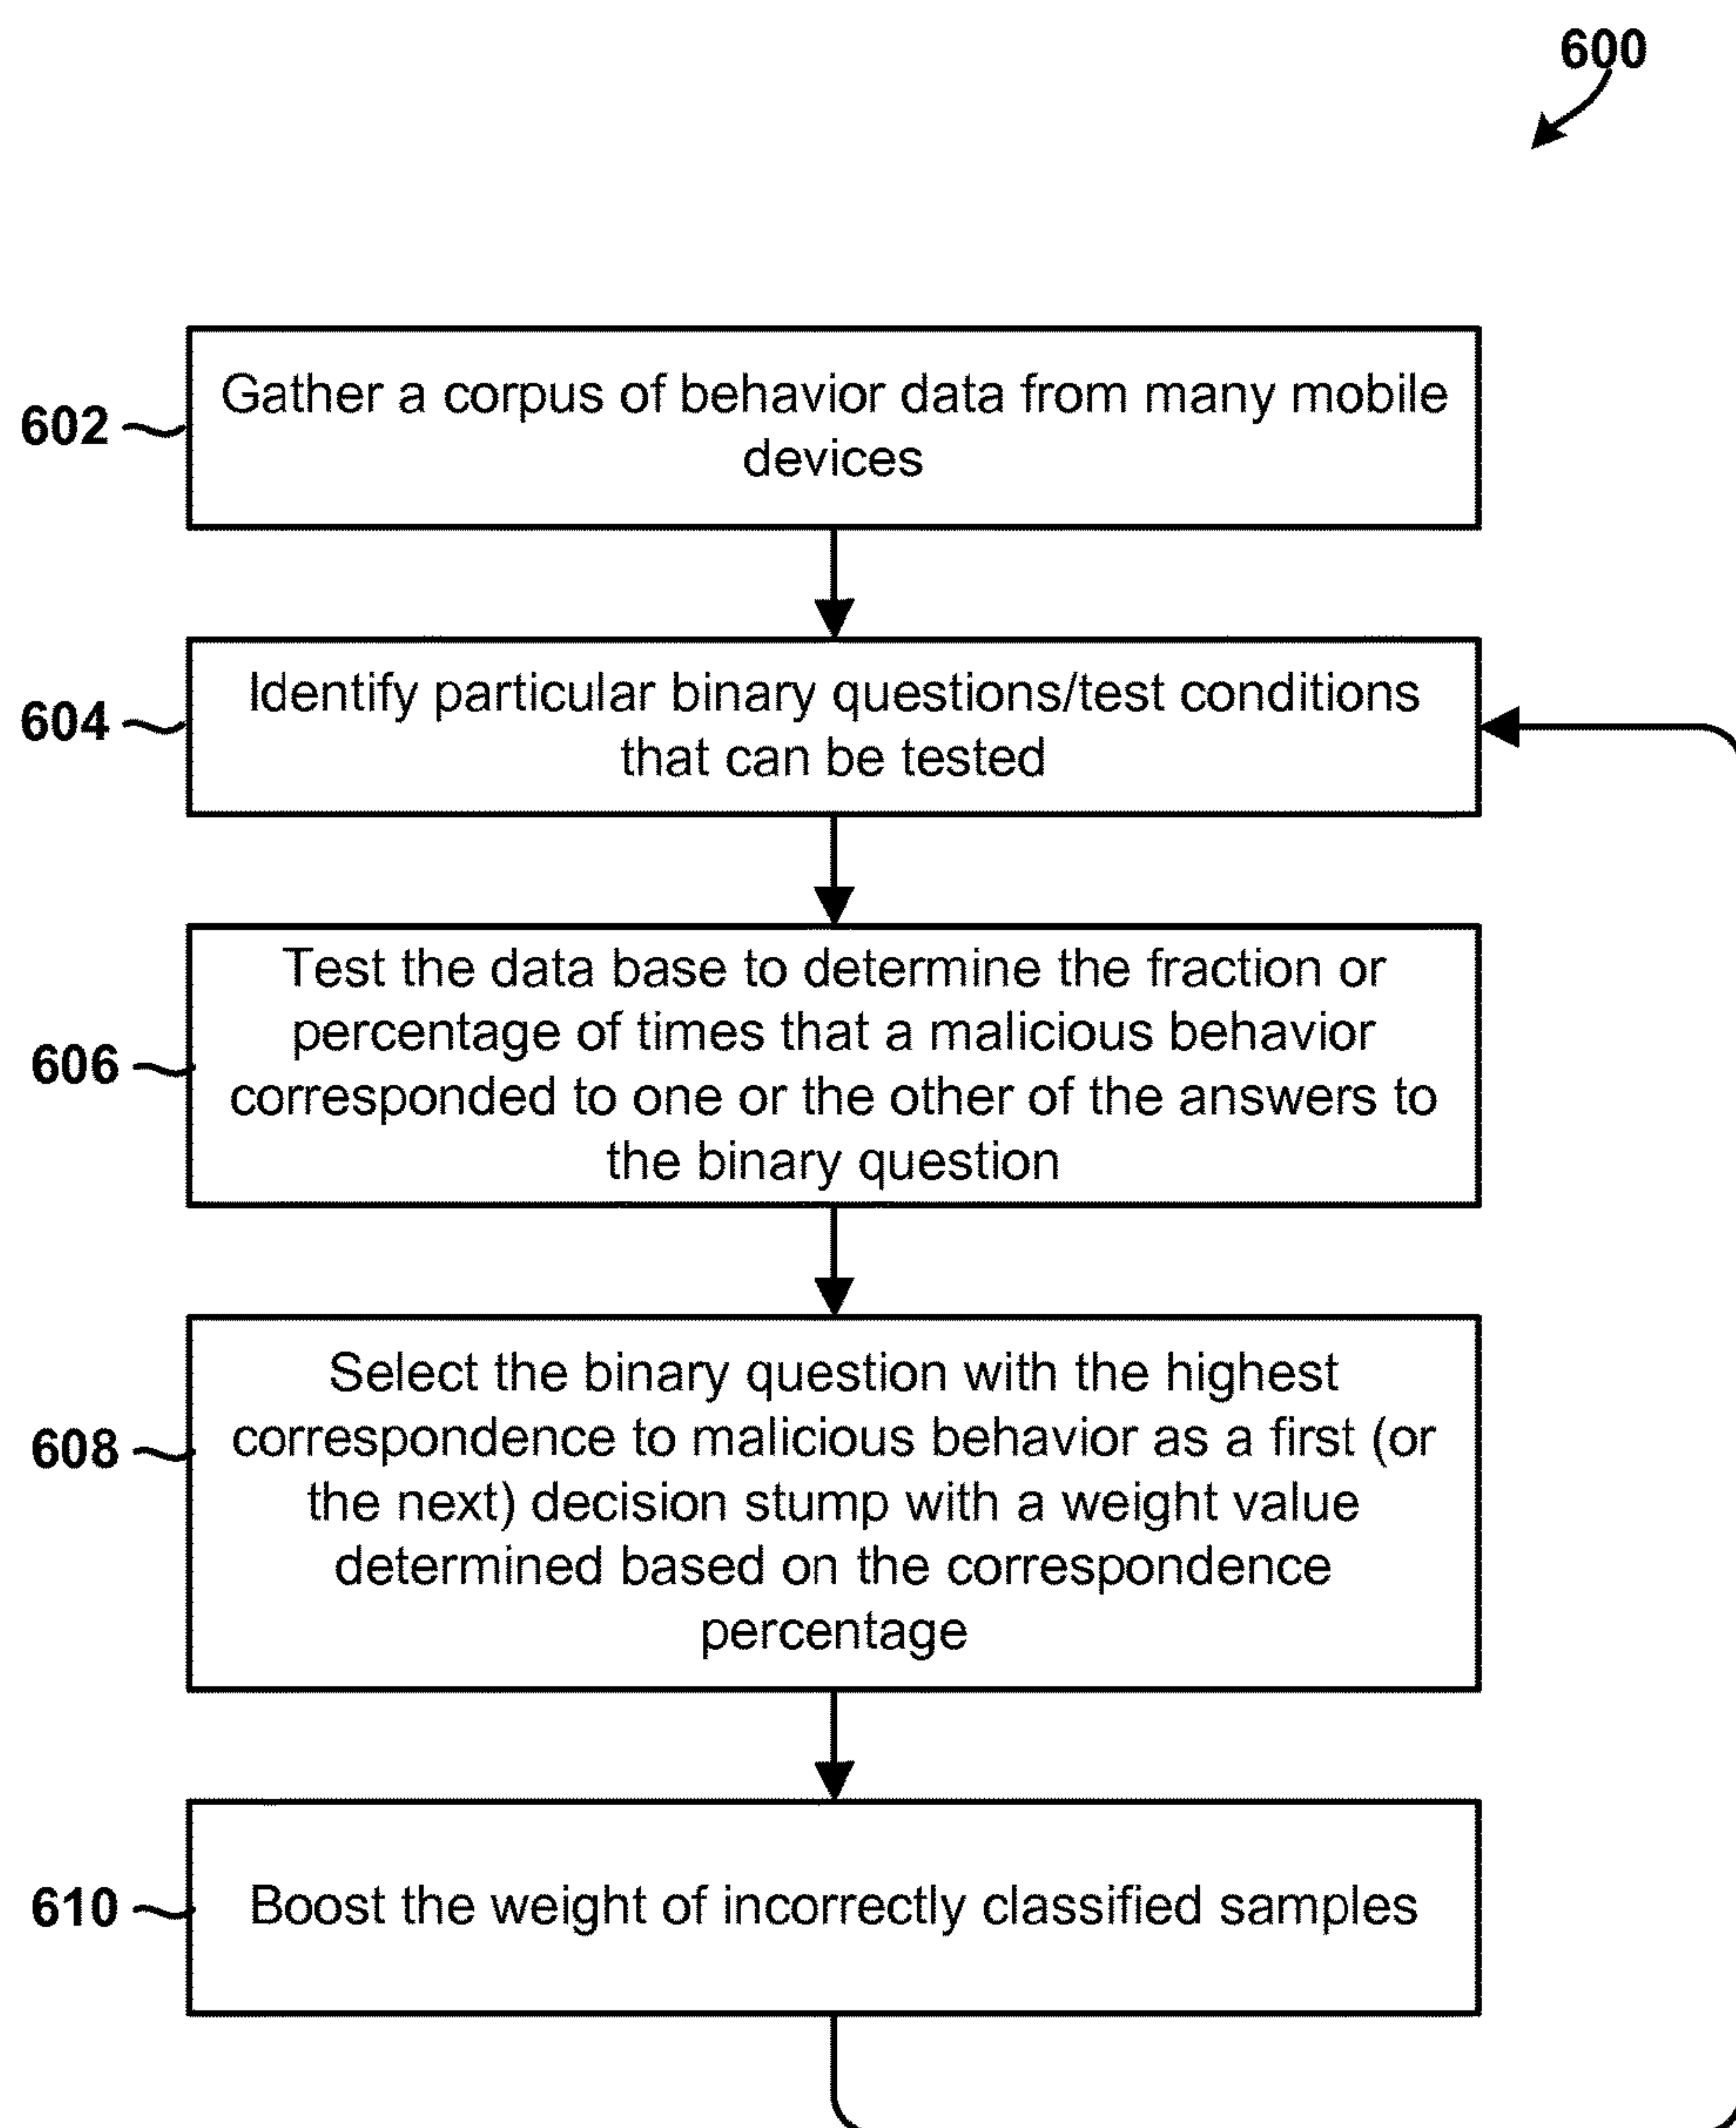 600
602
Gather a corpus of behavior data from many mobile
devices
604
Identify particular binary questions/test conditions
that can be tested
606
Test the data base to determine the fraction or
percentage of times that a malicious behavior
corresponded to one or the other of the answers to
the binary question
608
Select the binary question with the highest
correspondence to malicious behavior as a first (or
the next) decision stump with a weight value
determined based on the correspondence
percentage
610
Boost the weight of incorrectly classified samples